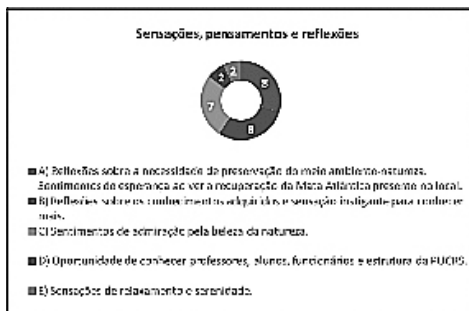 Sensações, pensamentos e reflexões
2 2
8
7
8
A) Reflexões sobre a necessidade de preservação do meio ambiente-natureza.
Sentimentos de esperança ao ver a recuperação da Mata Atlântica presente no local.
B) Reflexões sobre os conhecimentos adquiridos e sensação instigante para conhecer
mais.
C) Sentimentos de admiração pela beleza da natureza.
D) Oportunidade de conhecer professores, alunos, funcionários e estrutura da PUCRS.
E) Sensações de relaxamento e serenidade.